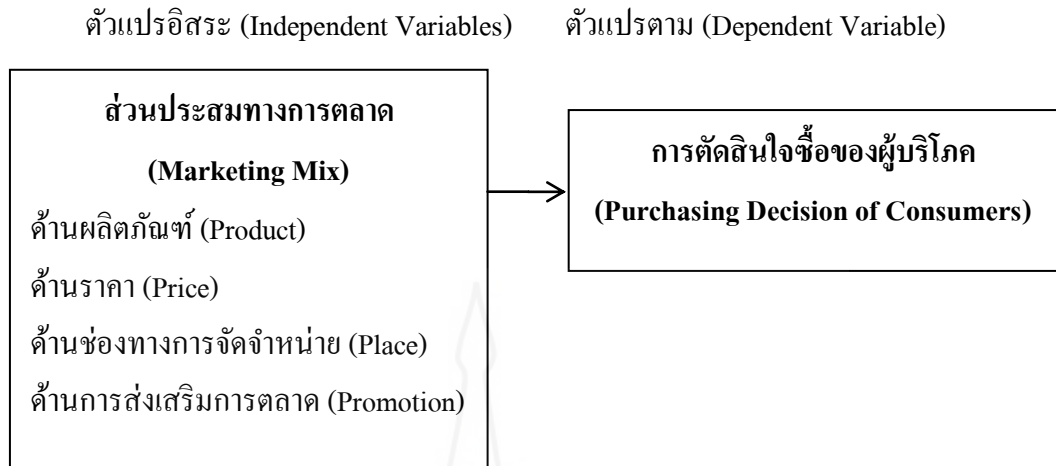 ตัวแปรอิสระ (Independent Variables) ตัวแปรตาม (Dependent Variable)
ส่วนประสมทางการตลาด
(Marketing Mix)
ด้านผลิตภัณฑ์ (Product)
ด้านราคา (Price)
ด้านช่องทางการจัดจำหน่าย (Place)
ด้านการส่งเสริมการตลาด (Promotion)
การตัดสินใจซื้อของผู้บริโภค
(Purchasing Decision of Consumers)